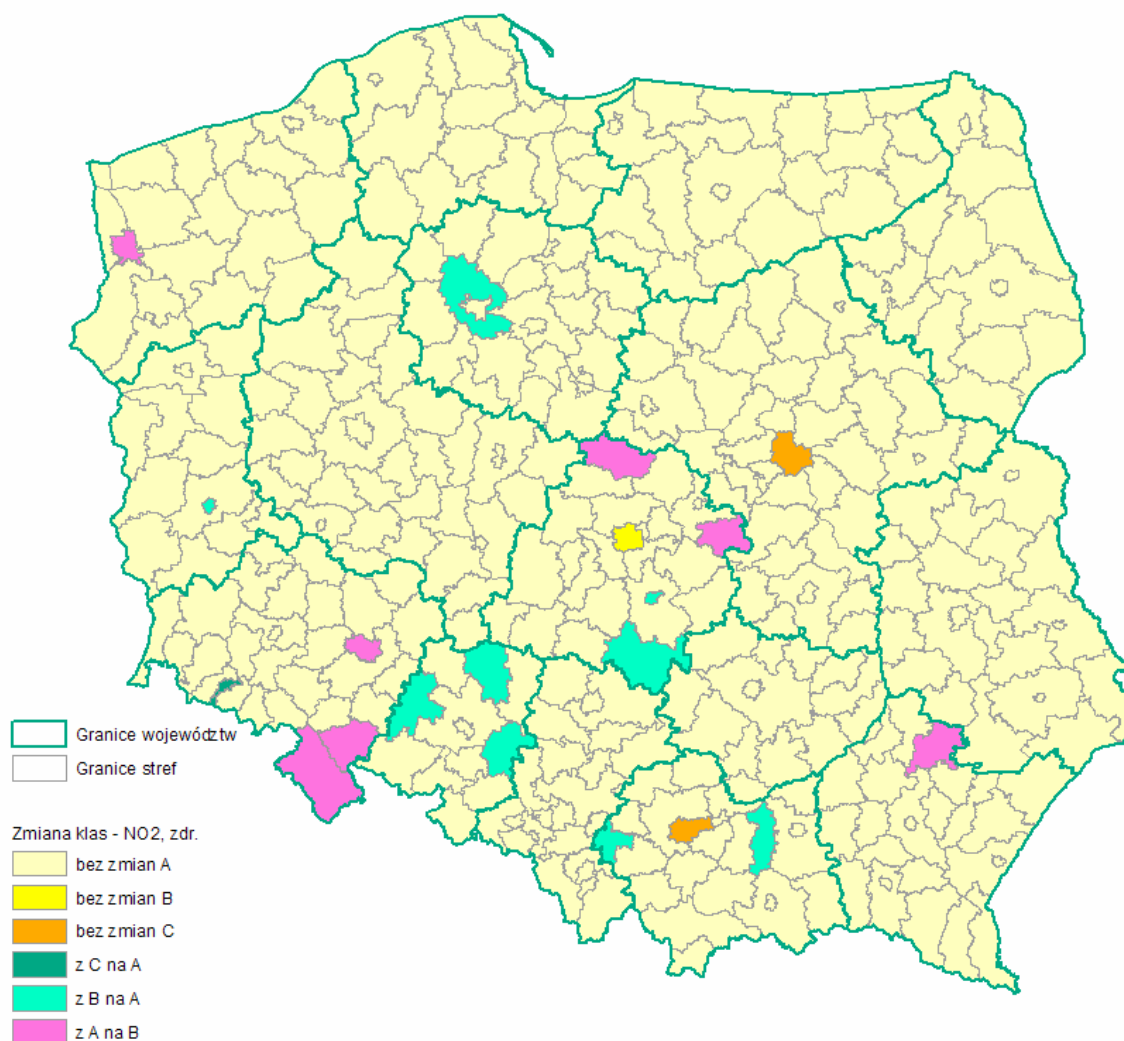 Granice województw
Granice stref
Zmiana klas - NO2, zdr.
bez zmian A
bez zmian B
bez zmian C
z C na A
z B na A
z A na B